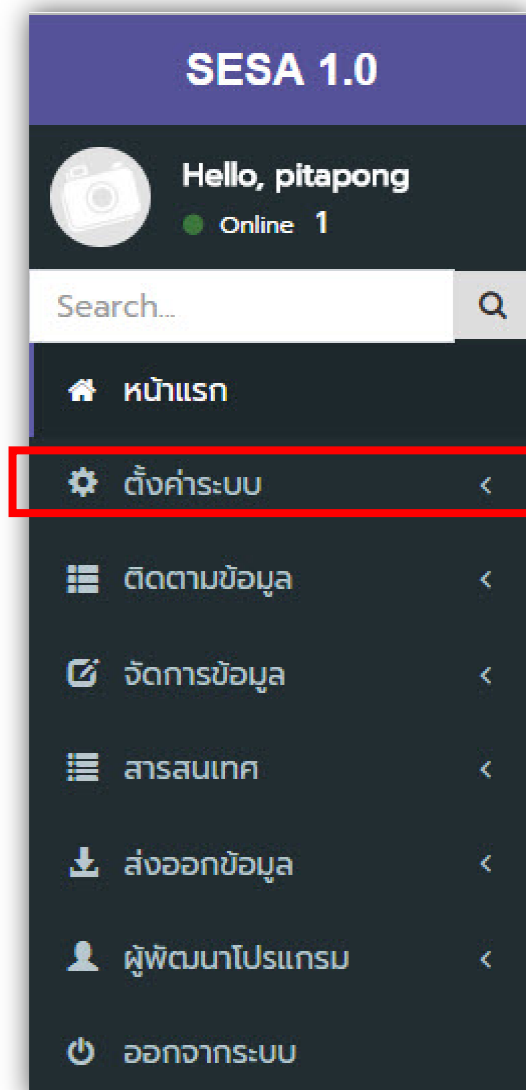 SESA 1.0
Hello, pitapong
Online 1
Search...
หน้าแรก
ตั้งค่าระบบ
ติดตามข้อมูล
จัดการข้อมูล
สารสนเทศ
ส่งออกข้อมูล
ผู้พัฒนาโปรแกรม
ออกจากระบบ